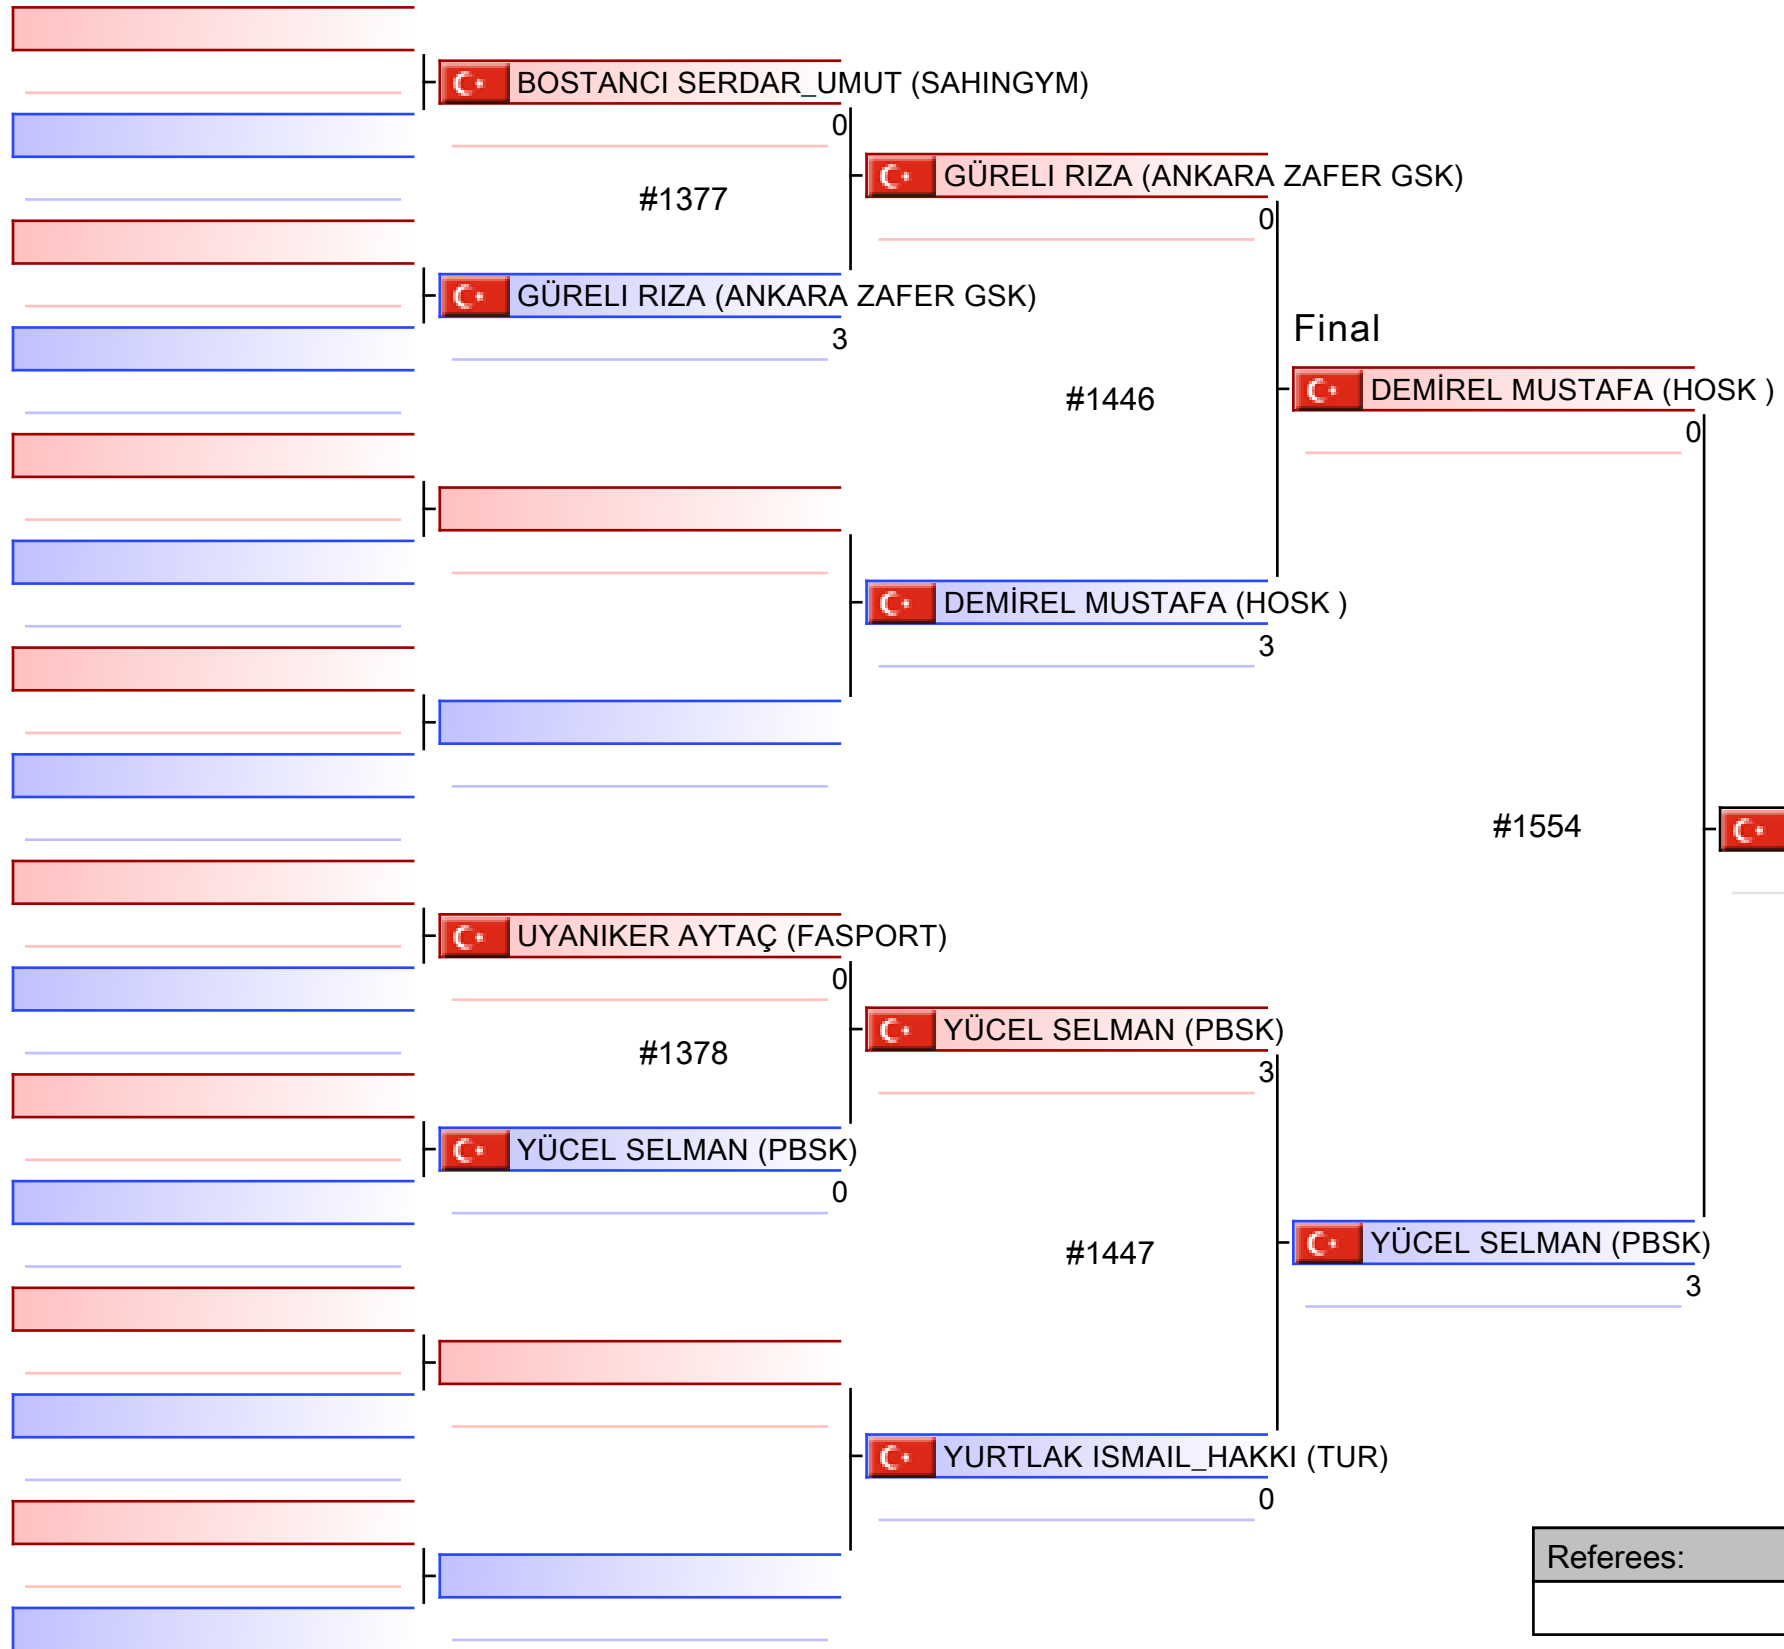 BOSTANCI SERDAR_UMUT (SAHINGYM)
0
#1377
GÜRELI RIZA (ANKARA ZAFER GSK)
3
GÜRELI RIZA (ANKARA ZAFER GSK)
0
#1446
DEMİREL MUSTAFA (HOSK )
3
Final
DEMİREL MUSTAFA (HOSK )
0
#1554
UYANIKER AYTAÇ (FASPORT)
0
#1378
YÜCEL SELMAN (PBSK)
0
YÜCEL SELMAN (PBSK)
3
#1447
YURTLAK ISMAIL_HAKKI (TUR)
0
YÜCEL SELMAN (PBSK)
3
Referees: